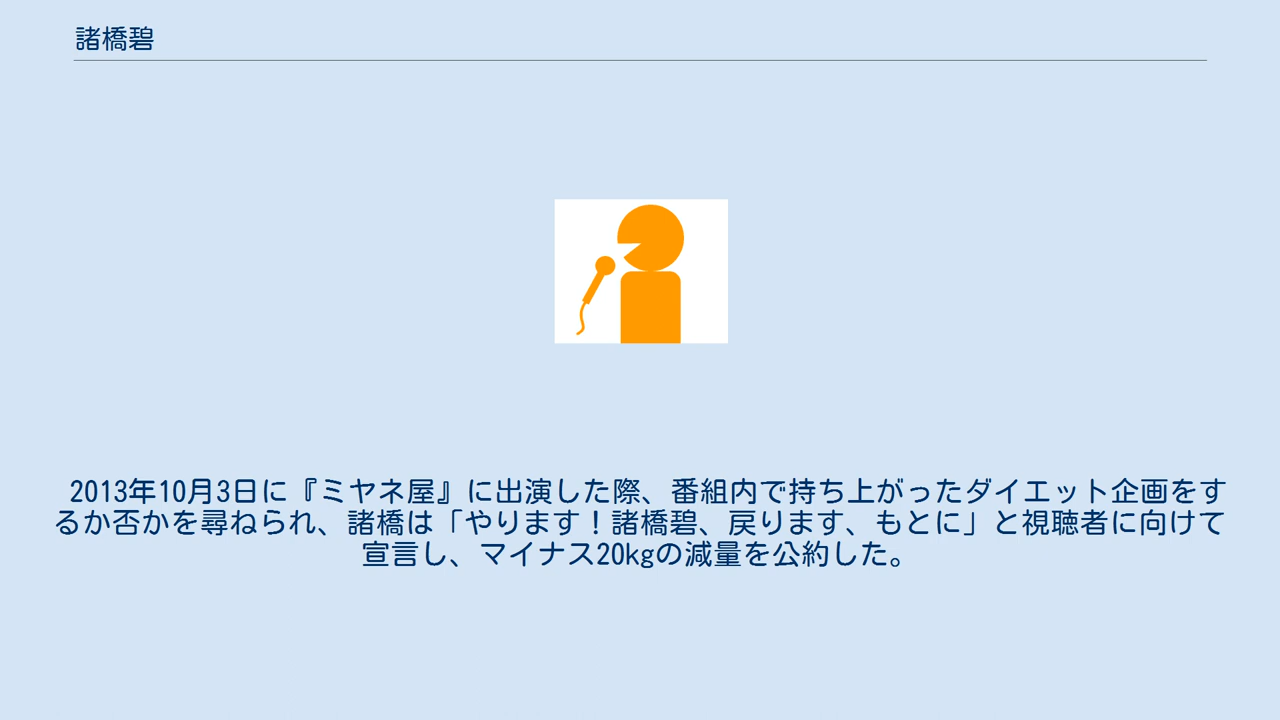 諸橋碧
2013年10月3日に『ミヤネ屋』に出演した際、番組内で持ち上がったダイエット企画をす
るか否かを尋ねられ、諸橋は「やります！諸橋碧、戻ります、もとに」と視聴者に向けて
宣言し、マイナス20kgの減量を公約した。